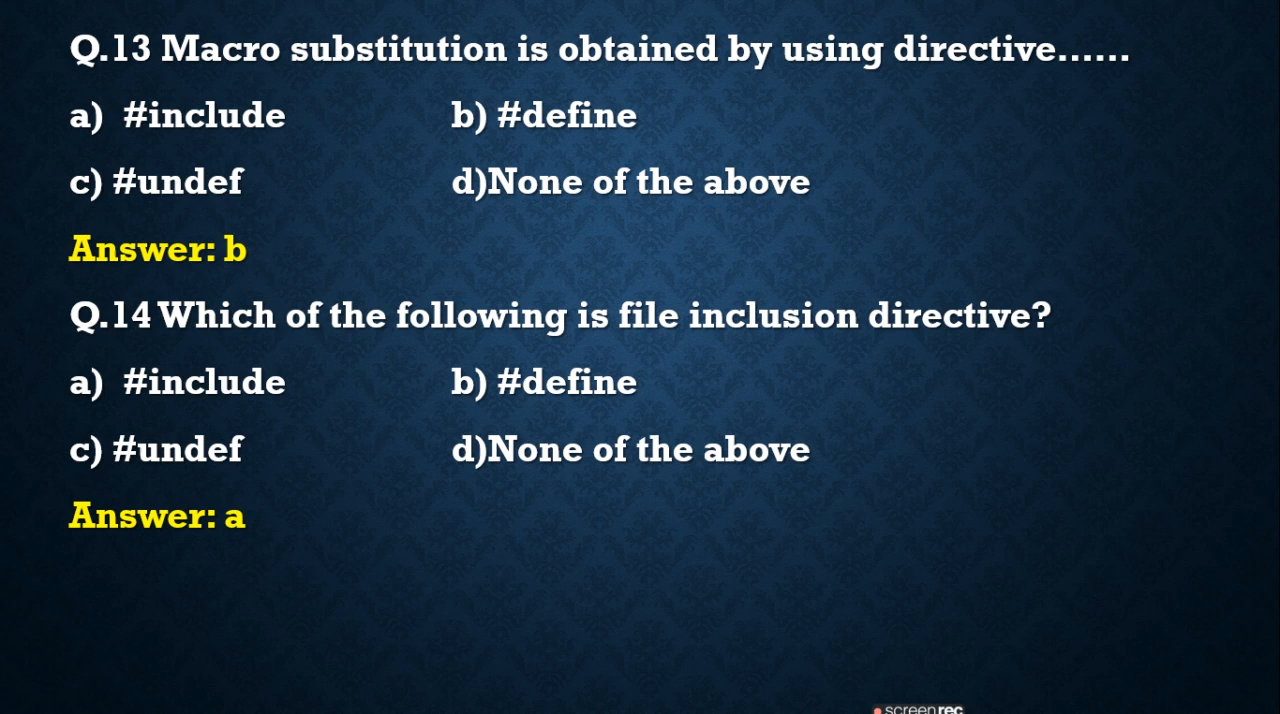 Q.13 Macro substitution is obtained by using directive......
a) #include b) #define
c) #undef d)None of the above
Answer: b
Q.14 Which of the following is file inclusion directive?
a) #include b) #define
c) #undef d)None of the above
Answer: a
screenrec